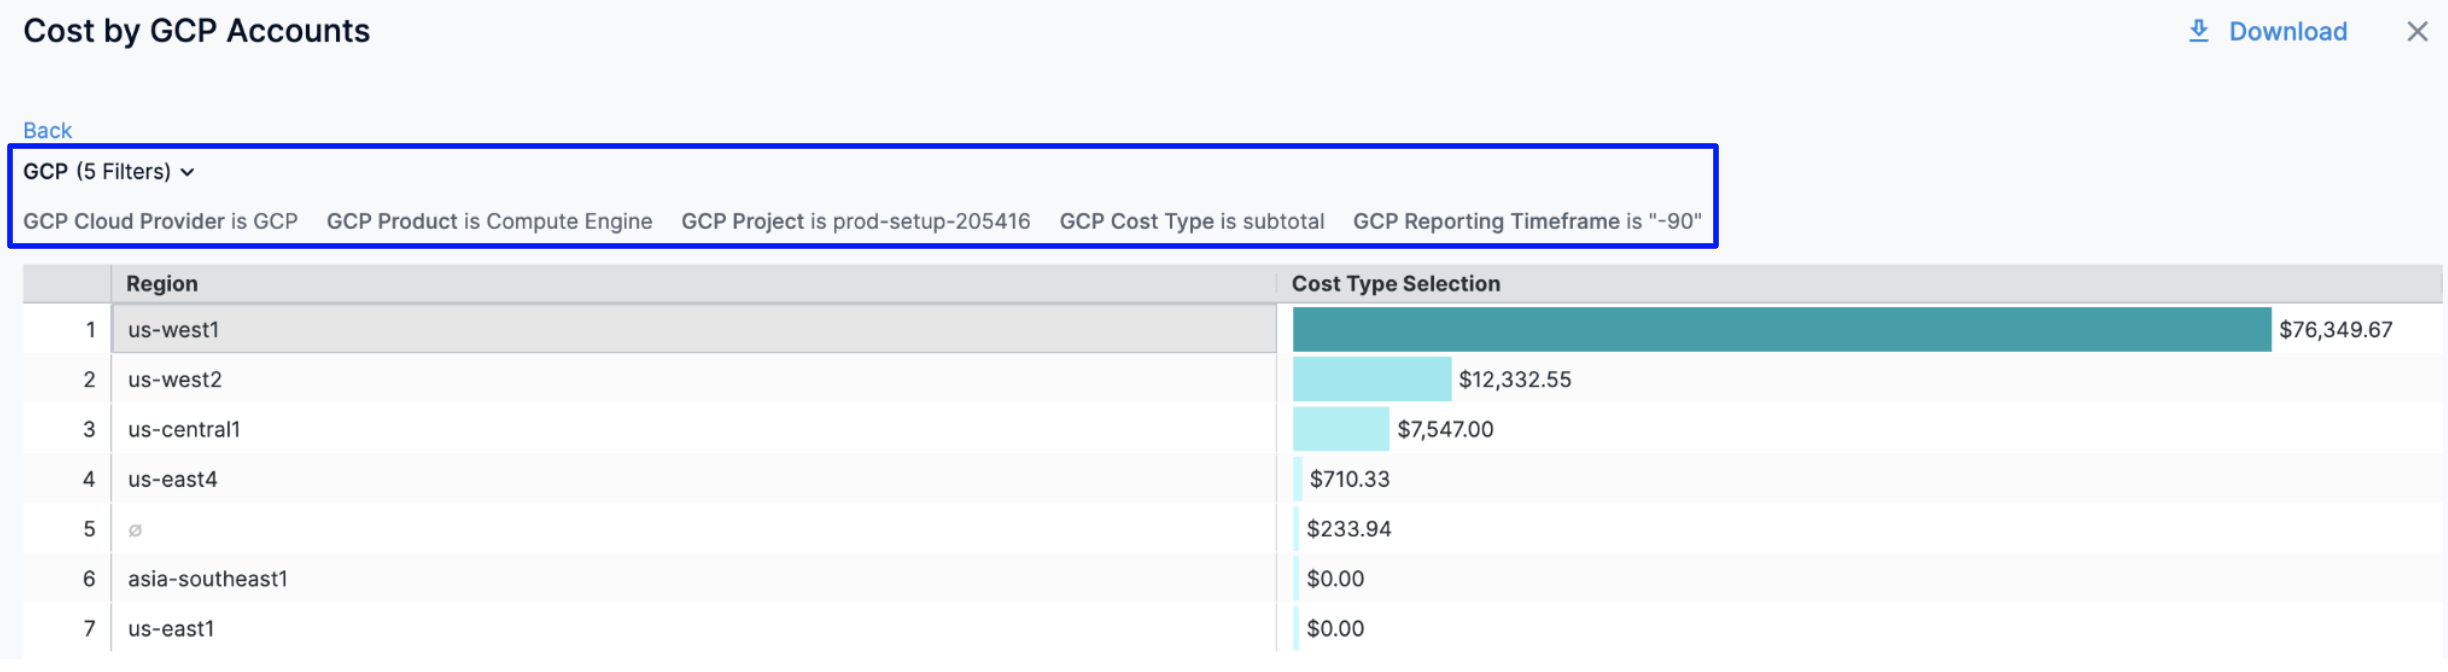 Cost by GCP Accounts
Download
Back
GCP (5 Filters)
GCP Cloud Provider is GCP GCP Product is Compute Engine GCP Project is prod-setup-205416 GCP Cost Type is subtotal GCP Reporting Timeframe is "-90"
Region Cost Type Selection
1 us-west1 $76,349.67
2 us-west2 $12,332.55
3 us-central1 $7,547.00
4 us-east4 $710.33
5 ∅ $233.94
6 asia-southeast1 $0.00
7 us-east1 $0.00